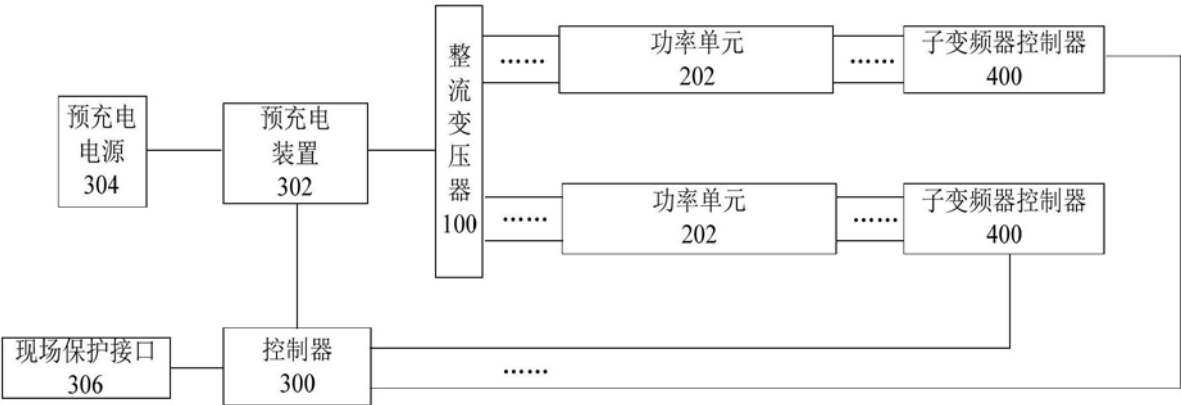 预充电
电源
304
预充电
装置
302
整
流
变
压
器
100
……
功率单元
202
……
子变频器控制器
400
……
功率单元
202
……
子变频器控制器
400
现场保护接口
306
控制器
300
……